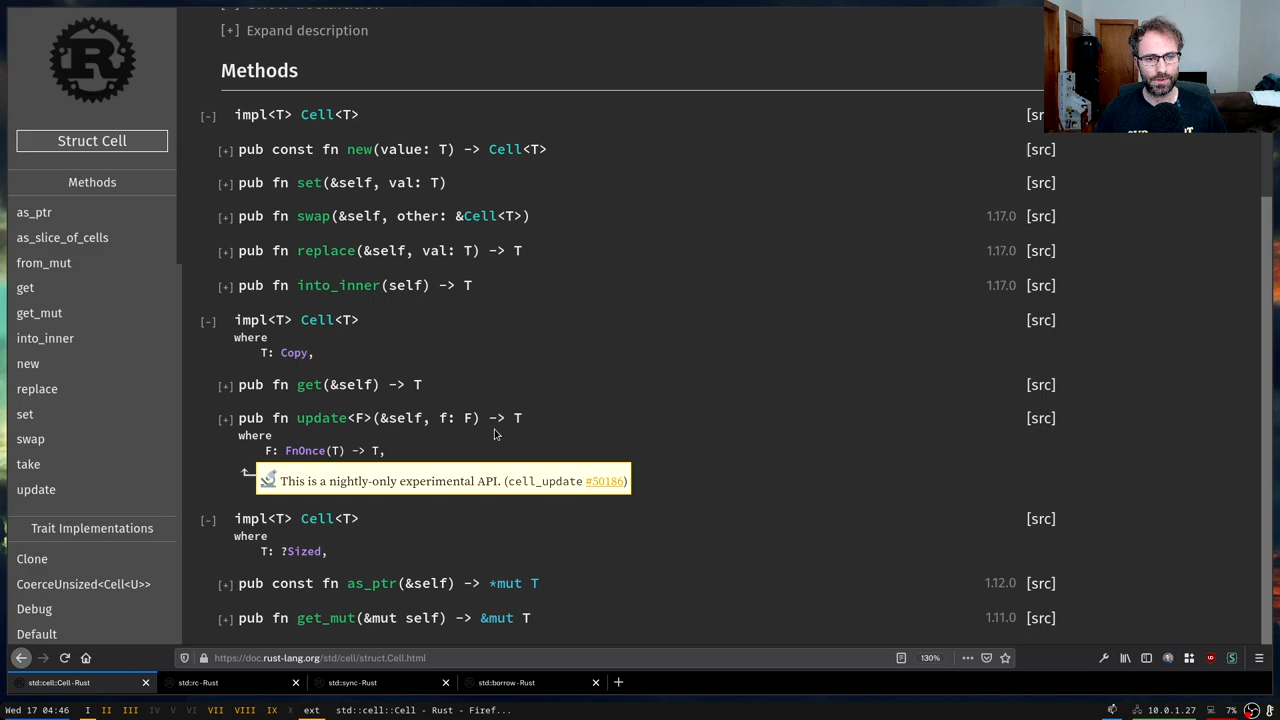 [+] Expand description
Methods
[-] impl<T> Cell<T>
[+] pub const fn new(value: T) -> Cell<T> [src]
[+] pub fn set(&self, val: T) [src]
[+] pub fn swap(&self, other: &Cell<T>) 1.17.0 [src]
[+] pub fn replace(&self, val: T) -> T 1.17.0 [src]
[+] pub fn into_inner(self) -> T 1.17.0 [src]
[-] impl<T> Cell<T> [src]
where
T: Copy,
[+] pub fn get(&self) -> T [src]
[+] pub fn update<F>(&self, f: F) -> T [src]
where
F: FnOnce(T) -> T,
This is a nightly-only experimental API. (cell_update #50186)
[-] impl<T> Cell<T> [src]
where
T: ?Sized,
[+] pub const fn as_ptr(&self) -> *mut T 1.12.0 [src]
[+] pub fn get_mut(&mut self) -> &mut T 1.11.0 [src]
R
Struct Cell
Methods
as_ptr
as_slice_of_cells
from_mut
get
get_mut
into_inner
new
replace
set
swap
take
update
Trait Implementations
Clone
CoerceUnsized<Cell<U>>
Debug
Default
https://doc.rust-lang.org/std/cell/struct.Cell.html 130%
std::cell::Cell - Rust
std::rc - Rust
std::sync - Rust
std::borrow - Rust
Wed 17 04:46 I II III IV V VI VII VIII IX X ext std::cell::Cell - Rust - Firef... 10.0.1.27 7%